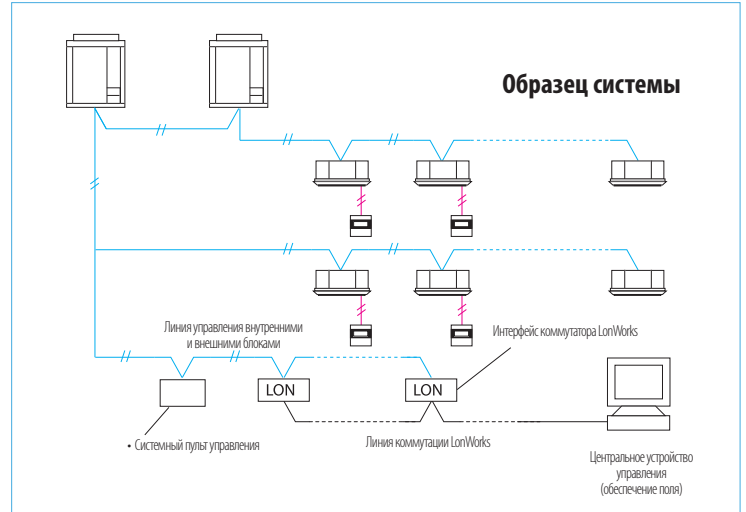 Образец системы
Линия управления внутренними
и внешними блоками
Интерфейс коммутатора LonWorks
LON
LON
• Системный пульт управления
Линия коммутации LonWorks
Центральное устройство
управления
(обеспечение поля)